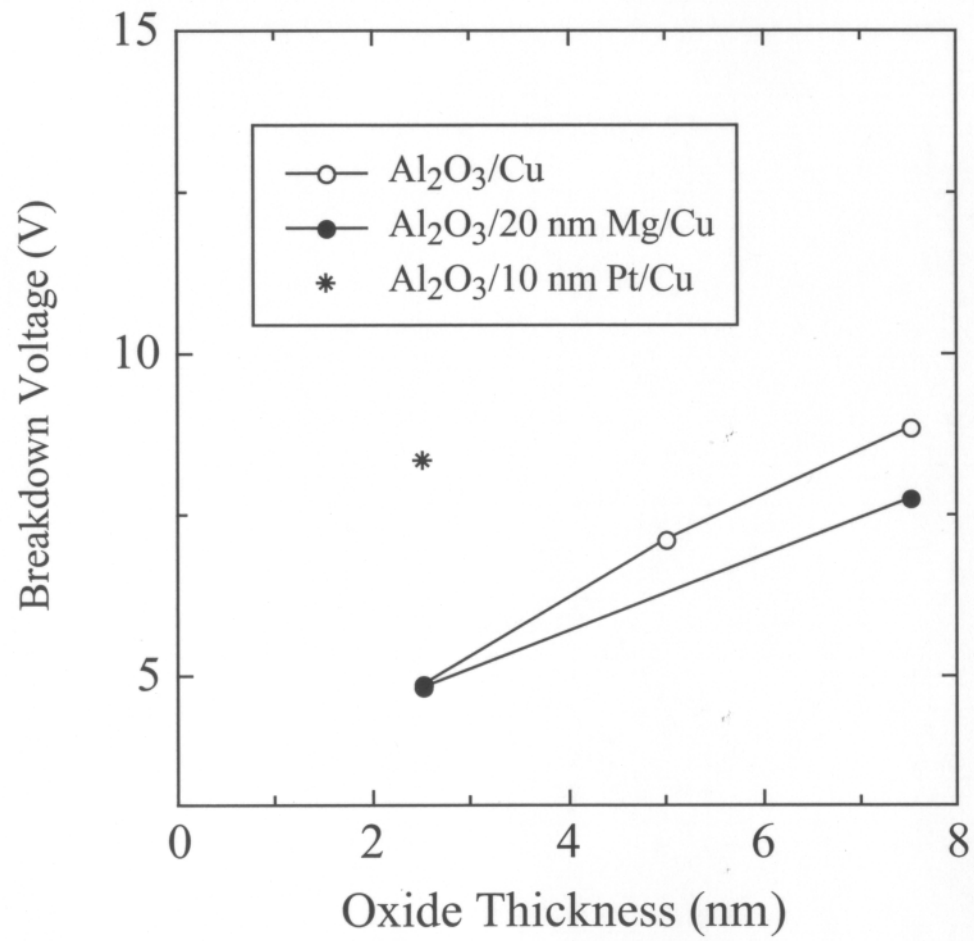 15
Al₂O₃/Cu
Al₂O₃/20 nm Mg/Cu
Al₂O₃/10 nm Pt/Cu
10
5
Breakdown Voltage (V)
0 2 4 6 8
Oxide Thickness (nm)